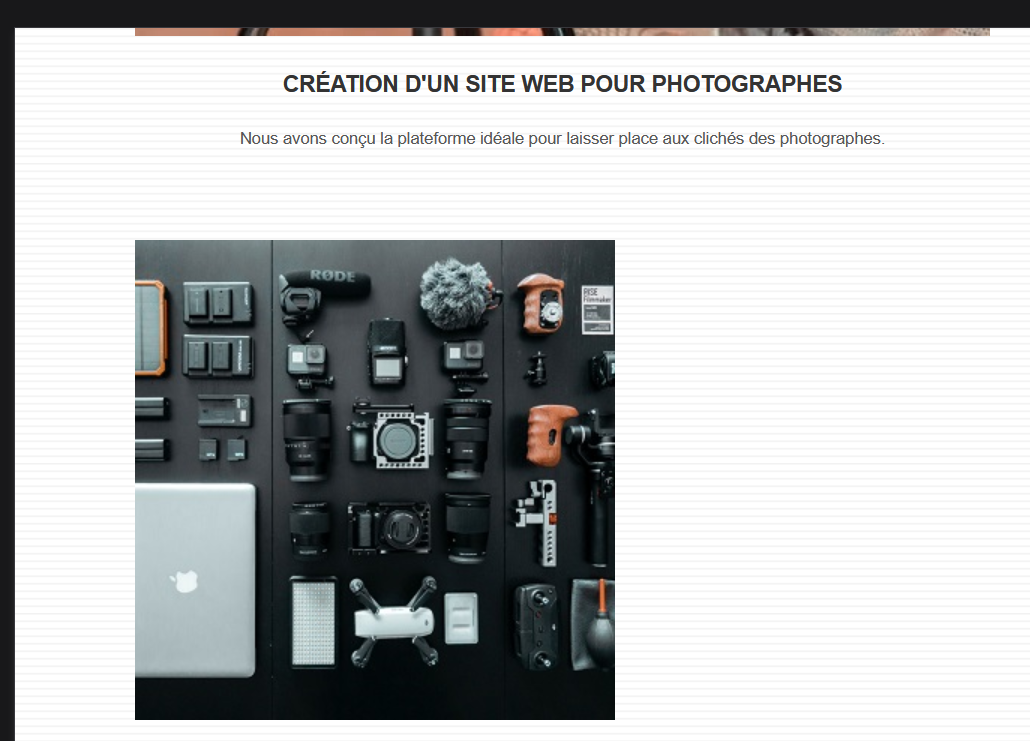 CRÉATION D'UN SITE WEB POUR PHOTOGRAPHES
Nous avons conçu la plateforme idéale pour laisser place aux clichés des photographes.
RØDE
RISE
Filmmaker